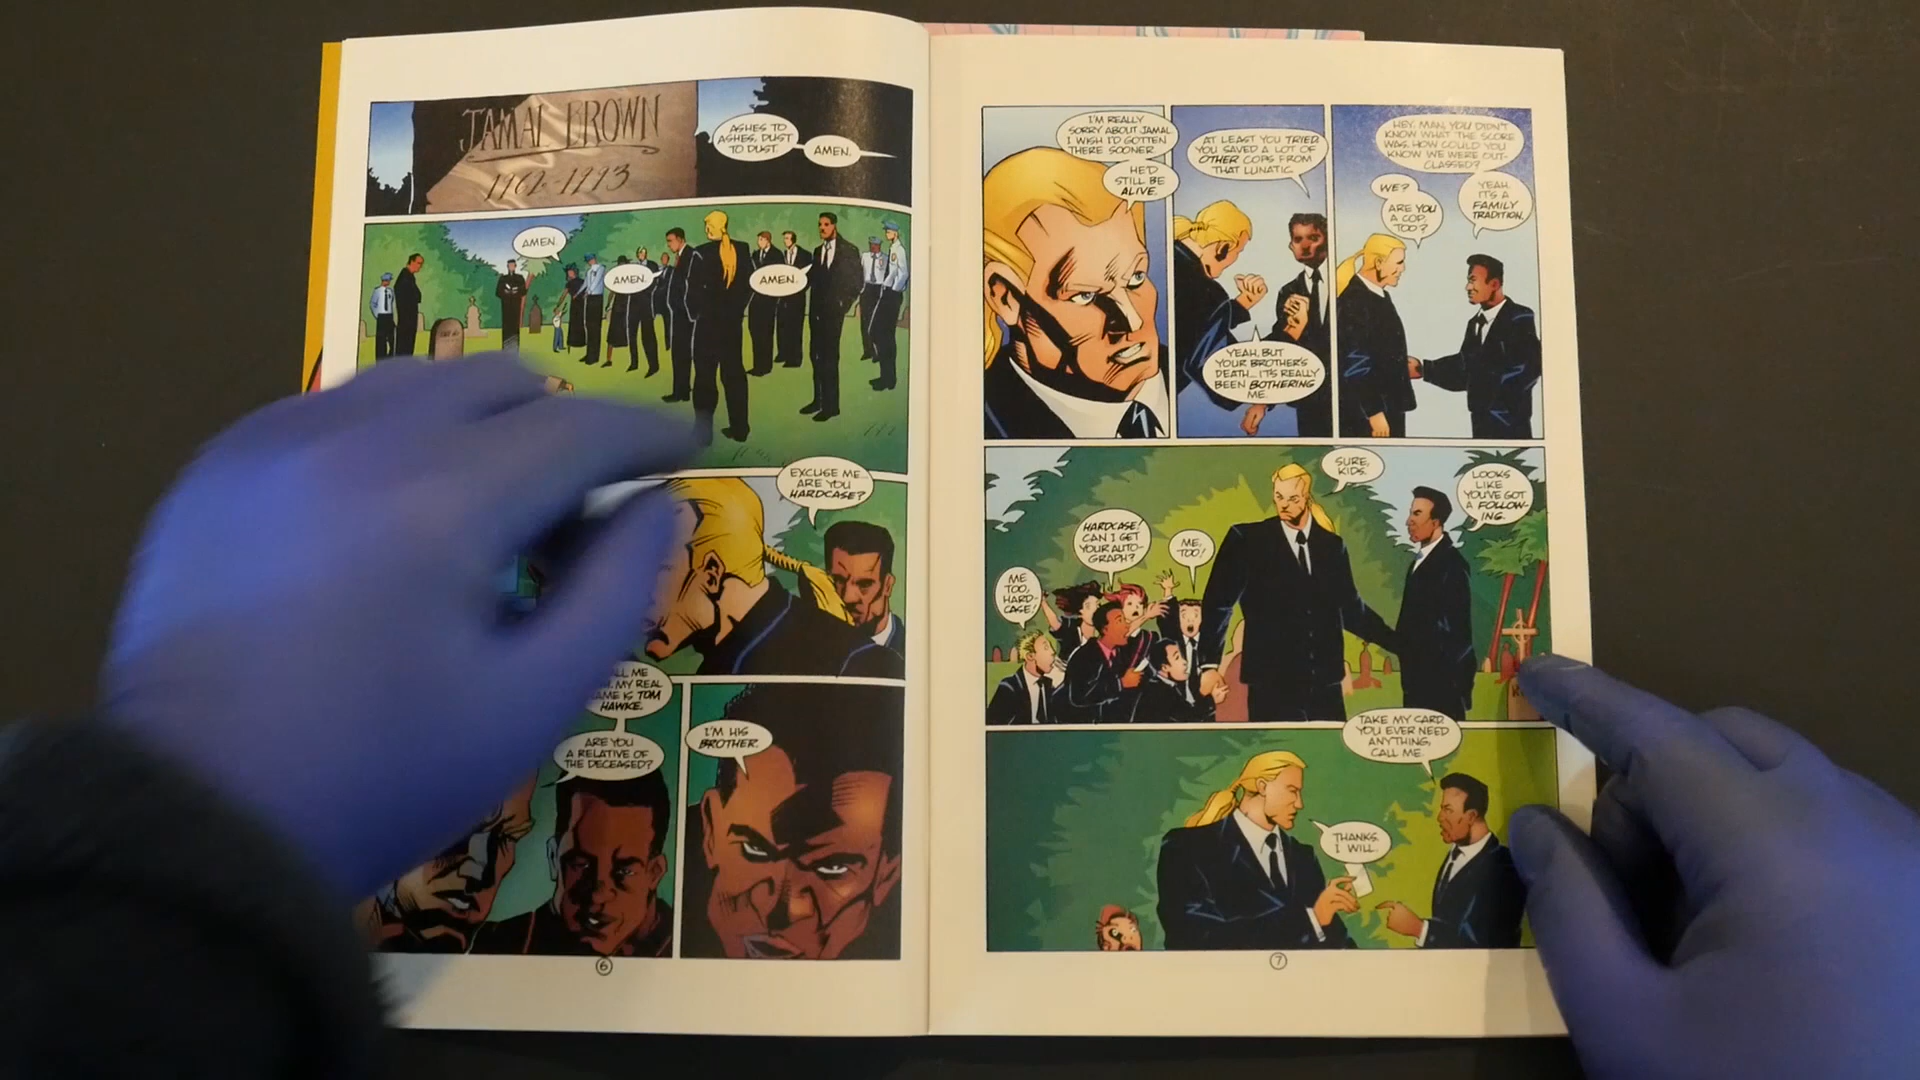 JAMAL BROWN
1962-1993
ASHES TO
ASHES, DUST
TO DUST.
AMEN.
AMEN.
AMEN.
AMEN.
EXCUSE ME.
ARE YOU
HARDCASE?
ME
MY REAL
IS TOM
HAWKE.
ARE YOU
A RELATIVE OF
THE DECEASED?
I'M HIS
BROTHER.
6
I'M REALLY
SORRY ABOUT JAMAL.
I WISH I'D GOTTEN
THERE SOONER.
HE'D
STILL BE
ALIVE.
AT LEAST YOU TRIED.
YOU SAVED A LOT OF
OTHER COPS FROM
THAT LUNATIC.
YEAH, BUT
YOUR BROTHER'S
DEATH... IT'S REALLY
BEEN BOTHERING
ME.
HEY, MAN, YOU DIDN'T
KNOW WHAT THE SCORE
WAS. HOW COULD YOU
KNOW WE WERE OUT-
CLASSED?
WE?
ARE YOU
A COP,
TOO?
YEAH.
IT'S A
FAMILY
TRADITION.
SURE,
KIDS.
LOOKS
LIKE
YOU'VE GOT
A FOLLOW-
ING.
HARDCASE!
CAN I GET
YOUR AUTO-
GRAPH?
ME,
TOO!
ME
TOO,
HARD-
CASE!
TAKE MY CARD.
YOU EVER NEED
ANYTHING,
CALL ME.
THANKS.
I WILL.
7